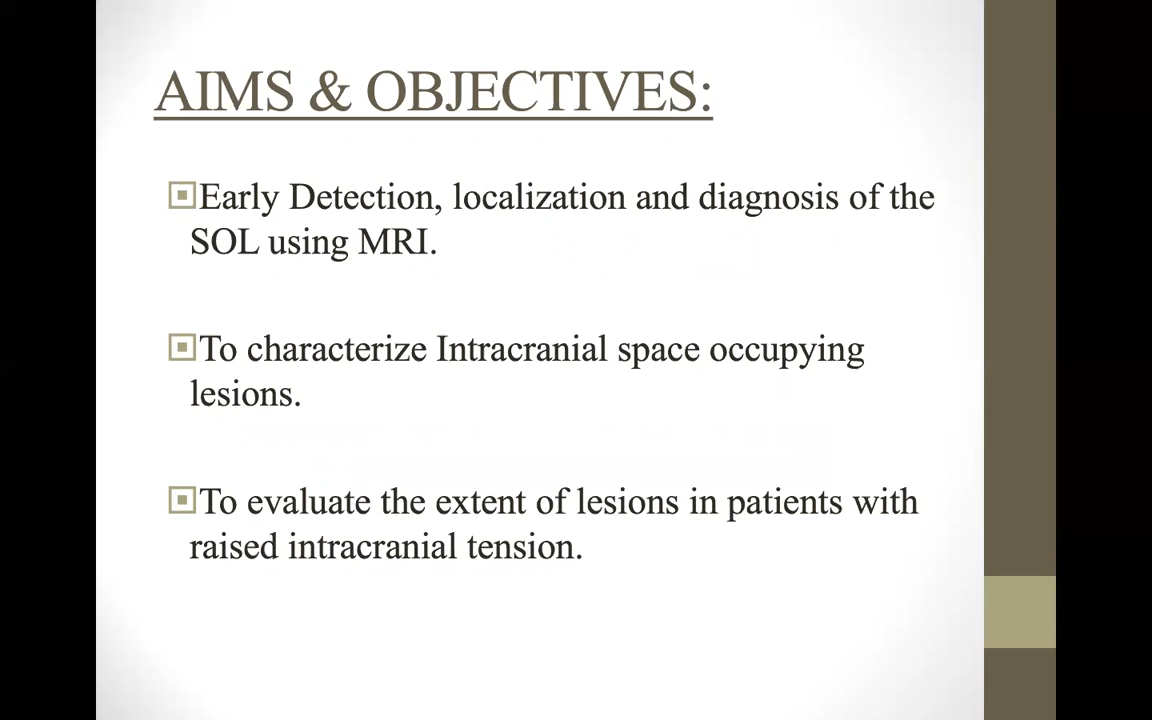 AIMS & OBJECTIVES:
Early Detection, localization and diagnosis of the
SOL using MRI.
To characterize Intracranial space occupying
lesions.
To evaluate the extent of lesions in patients with
raised intracranial tension.